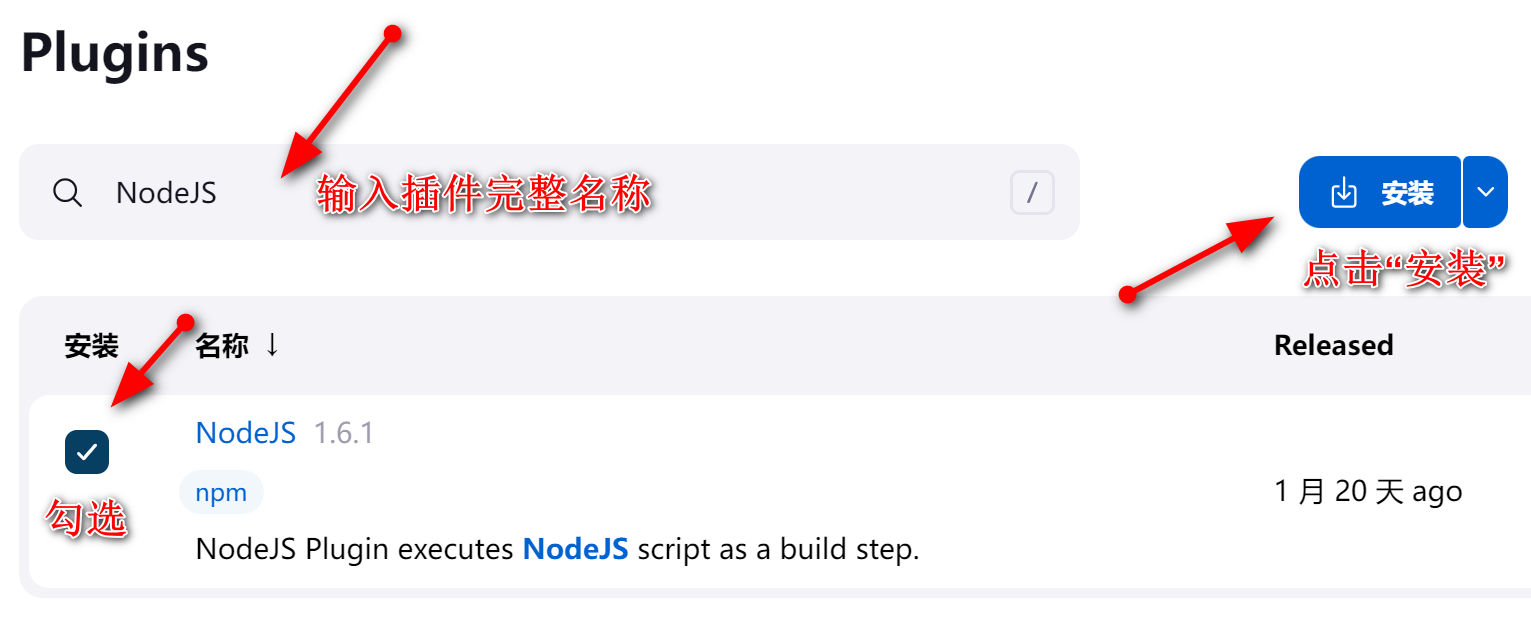 Plugins
NodeJS
输入插件完整名称
/
安装
点击“安装”
安装 名称 ↓ Released
NodeJS 1.6.1
npm
勾选
1 月 20 天 ago
NodeJS Plugin executes NodeJS script as a build step.